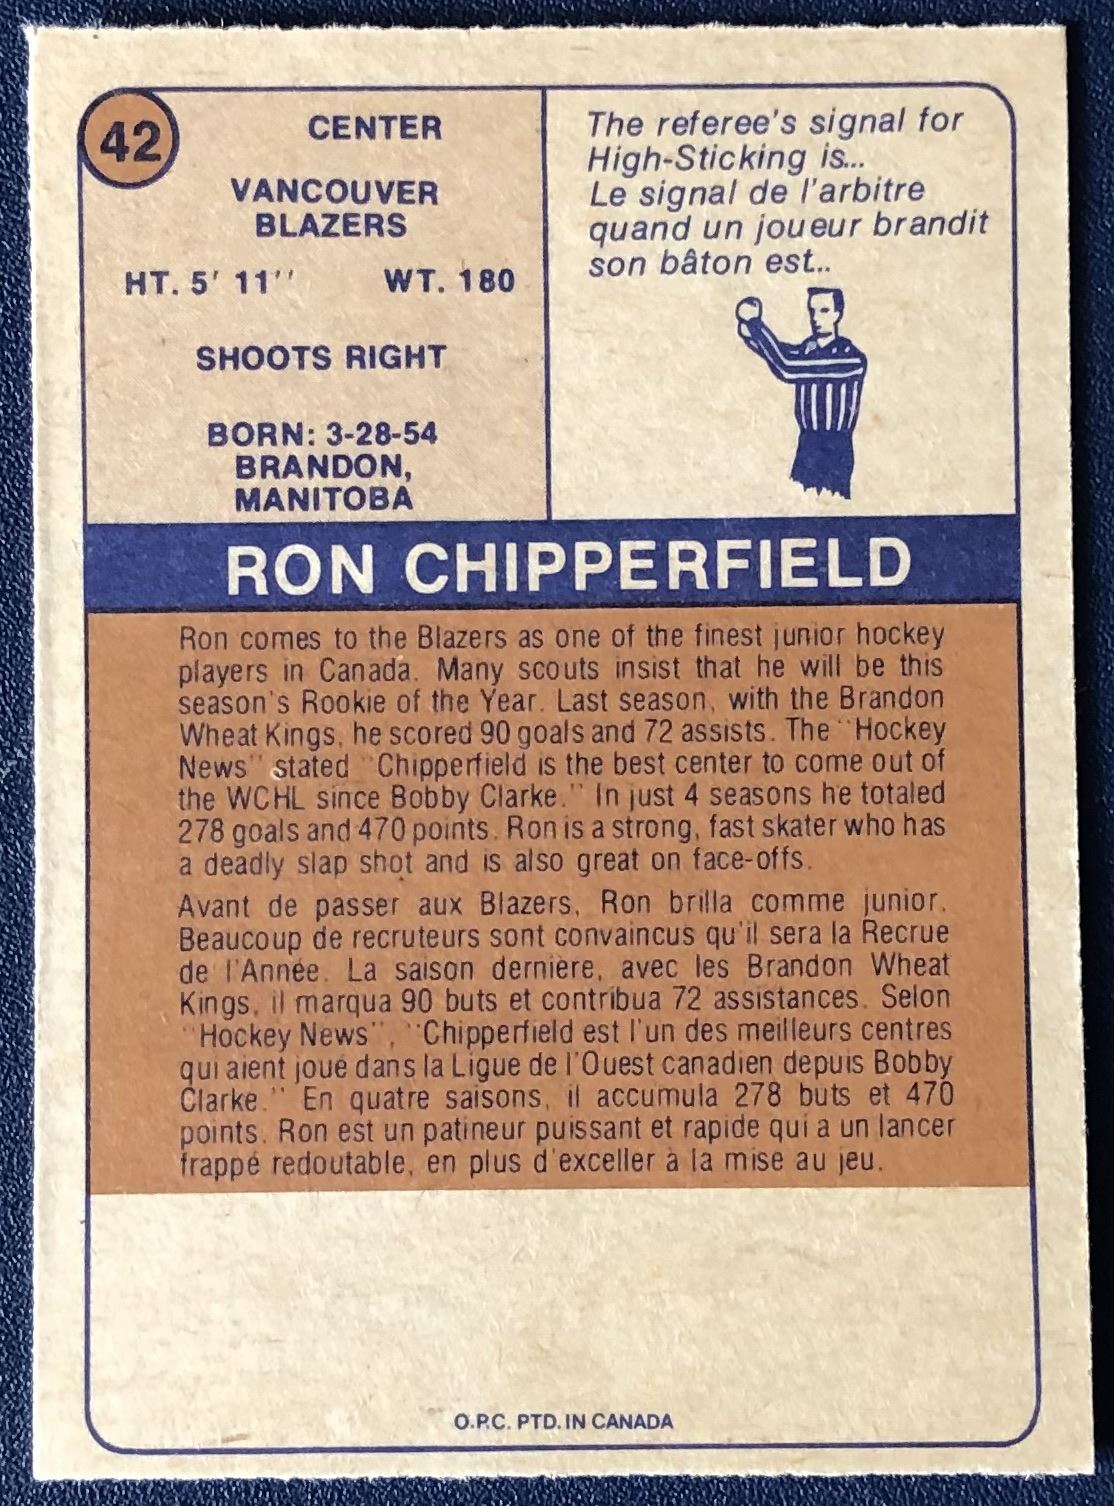 42
CENTER
VANCOUVER
BLAZERS
HT. 5' 11'' WT. 180
SHOOTS RIGHT
BORN: 3-28-54
BRANDON,
MANITOBA
The referee's signal for
High-Sticking is...
Le signal de l'arbitre
quand un joueur brandit
son bâton est...
RON CHIPPERFIELD
Ron comes to the Blazers as one of the finest junior hockey
players in Canada. Many scouts insist that he will be this
season's Rookie of the Year. Last season, with the Brandon
Wheat Kings, he scored 90 goals and 72 assists. The "Hockey
News" stated "Chipperfield is the best center to come out of
the WCHL since Bobby Clarke." In just 4 seasons he totaled
278 goals and 470 points. Ron is a strong, fast skater who has
a deadly slap shot and is also great on face-offs.
Avant de passer aux Blazers, Ron brilla comme junior.
Beaucoup de recruteurs sont convaincus qu'il sera la Recrue
de l'Année. La saison dernière, avec les Brandon Wheat
Kings, il marqua 90 buts et contribua 72 assistances. Selon
"Hockey News", "Chipperfield est l'un des meilleurs centres
qui aient joué dans la Ligue de l'Ouest canadien depuis Bobby
Clarke." En quatre saisons, il accumula 278 buts et 470
points. Ron est un patineur puissant et rapide qui a un lancer
frappé redoutable, en plus d'exceller à la mise au jeu.
O.P.C. PTD. IN CANADA